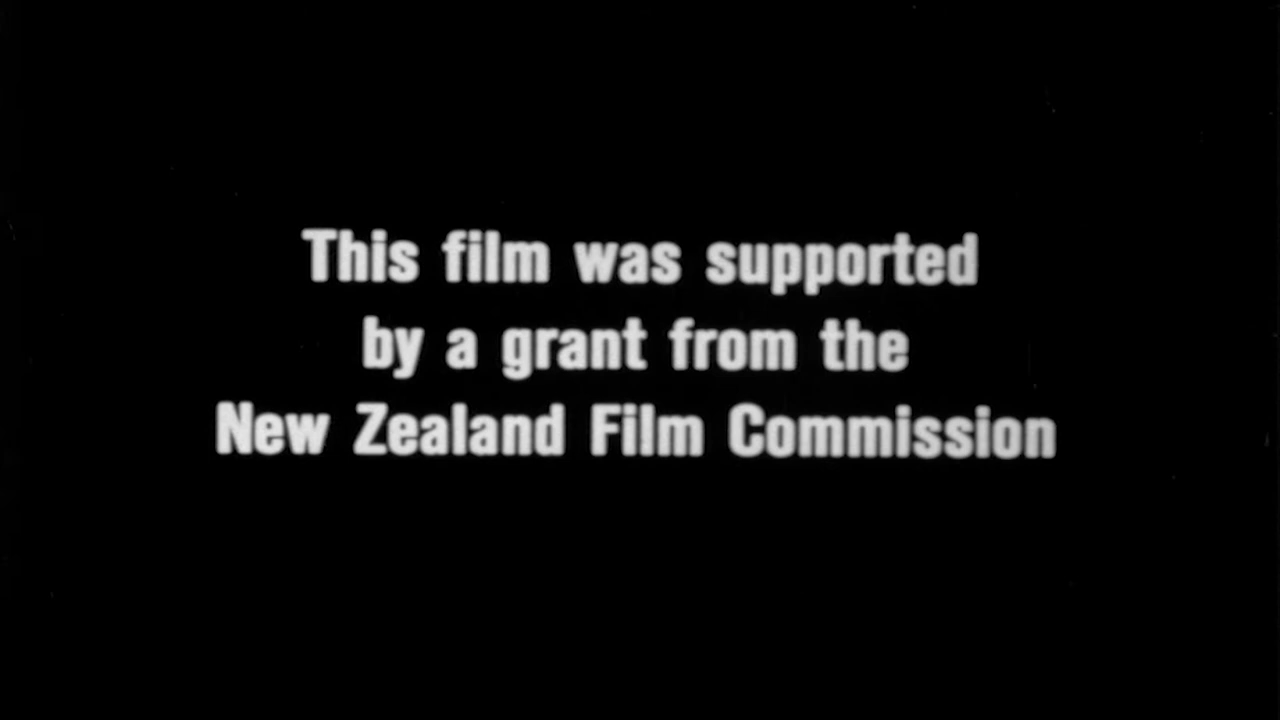 This film was supported
by a grant from the
New Zealand Film Commission